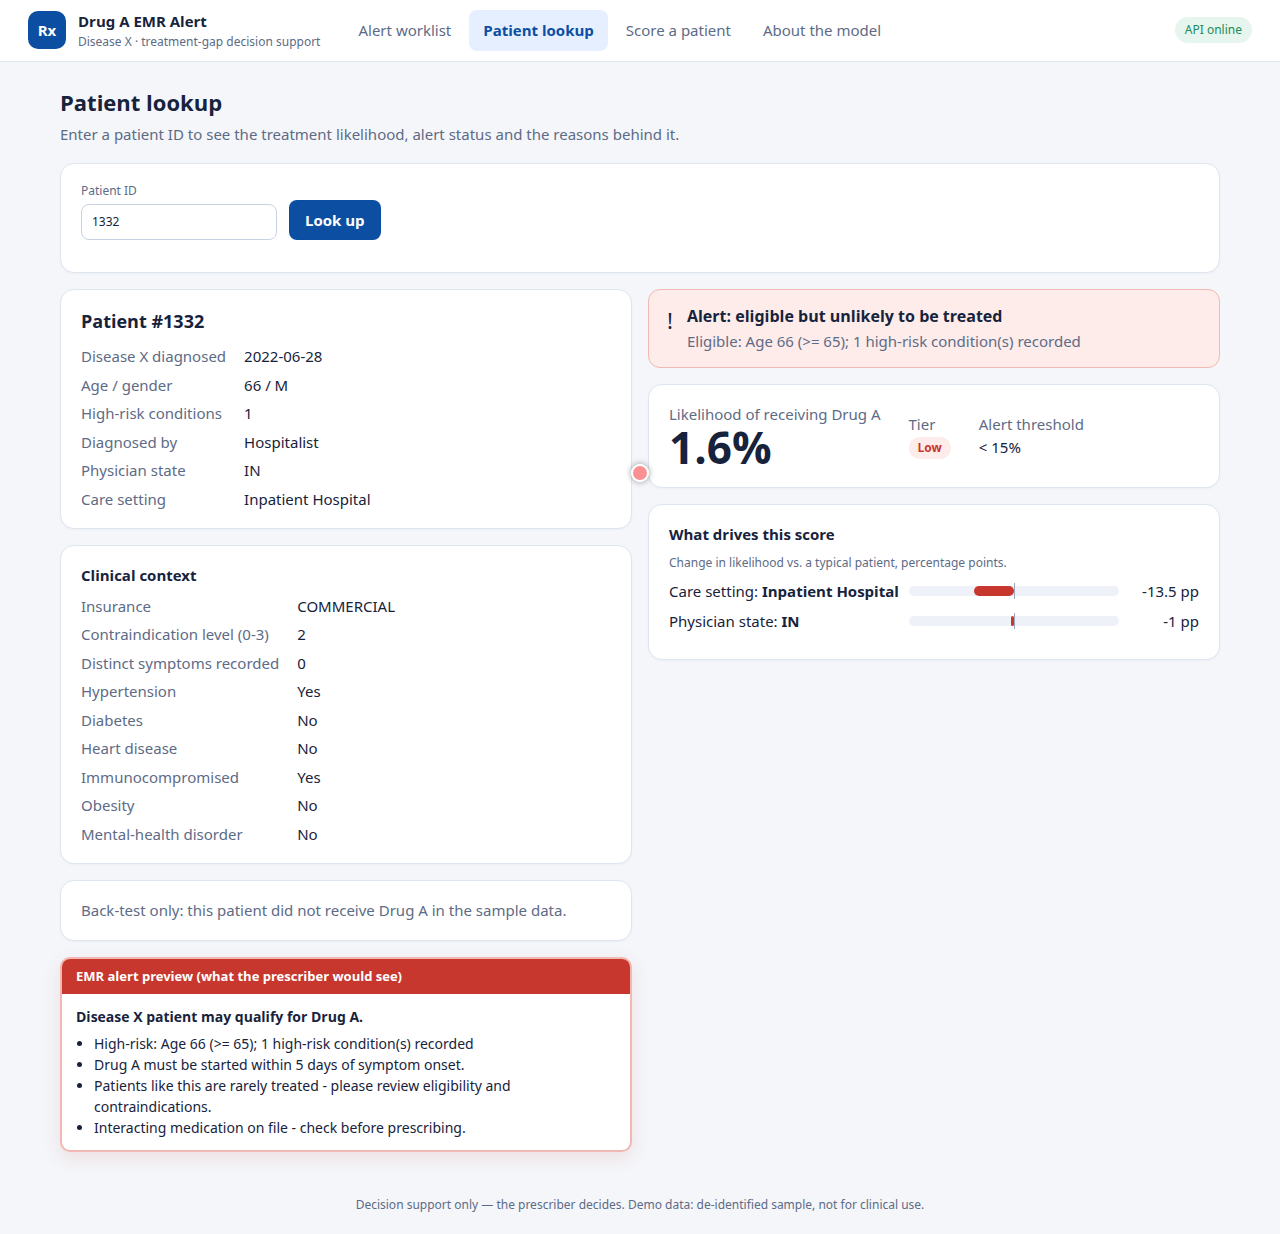 Rx
Drug A EMR Alert
Disease X · treatment-gap decision support
Alert worklist
Patient lookup
Score a patient
About the model
API online
Patient lookup
Enter a patient ID to see the treatment likelihood, alert status and the reasons behind it.
Patient ID
1332
Look up
Patient #1332
Disease X diagnosed 2022-06-28
Age / gender 66 / M
High-risk conditions 1
Diagnosed by Hospitalist
Physician state IN
Care setting Inpatient Hospital
Clinical context
Insurance COMMERCIAL
Contraindication level (0-3) 2
Distinct symptoms recorded 0
Hypertension Yes
Diabetes No
Heart disease No
Immunocompromised Yes
Obesity No
Mental-health disorder No
Back-test only: this patient did not receive Drug A in the sample data.
EMR alert preview (what the prescriber would see)
Disease X patient may qualify for Drug A.
• High-risk: Age 66 (>= 65); 1 high-risk condition(s) recorded
• Drug A must be started within 5 days of symptom onset.
• Patients like this are rarely treated - please review eligibility and
contraindications.
• Interacting medication on file - check before prescribing.
! Alert: eligible but unlikely to be treated
Eligible: Age 66 (>= 65); 1 high-risk condition(s) recorded
Likelihood of receiving Drug A
1.6%
Tier
Low
Alert threshold
< 15%
What drives this score
Change in likelihood vs. a typical patient, percentage points.
Care setting: Inpatient Hospital -13.5 pp
Physician state: IN -1 pp
Decision support only — the prescriber decides. Demo data: de-identified sample, not for clinical use.